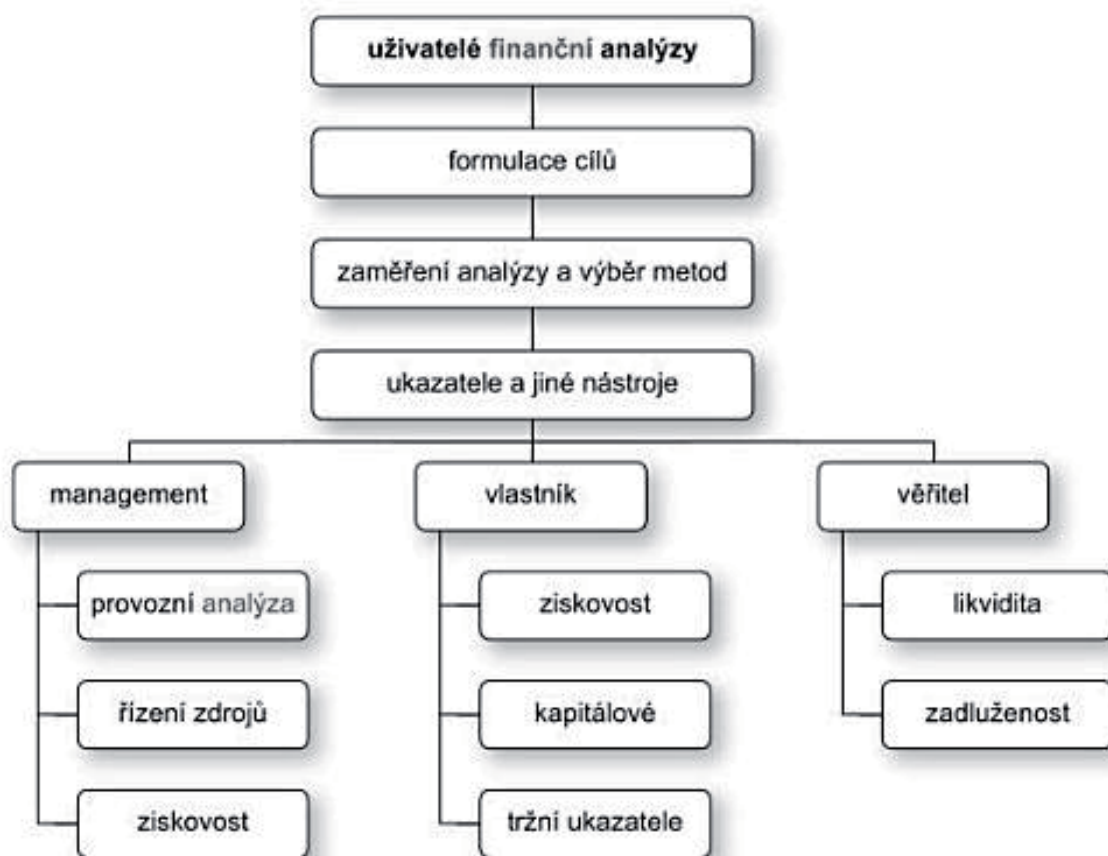 uživatelé finanční analýzy
formulace cílů
zaměření analýzy a výběr metod
ukazatele a jiné nástroje
management
vlastník
věřitel
provozní analýza
ziskovost
likvidita
řízení zdrojů
kapitálové
zadluženost
ziskovost
tržní ukazatele